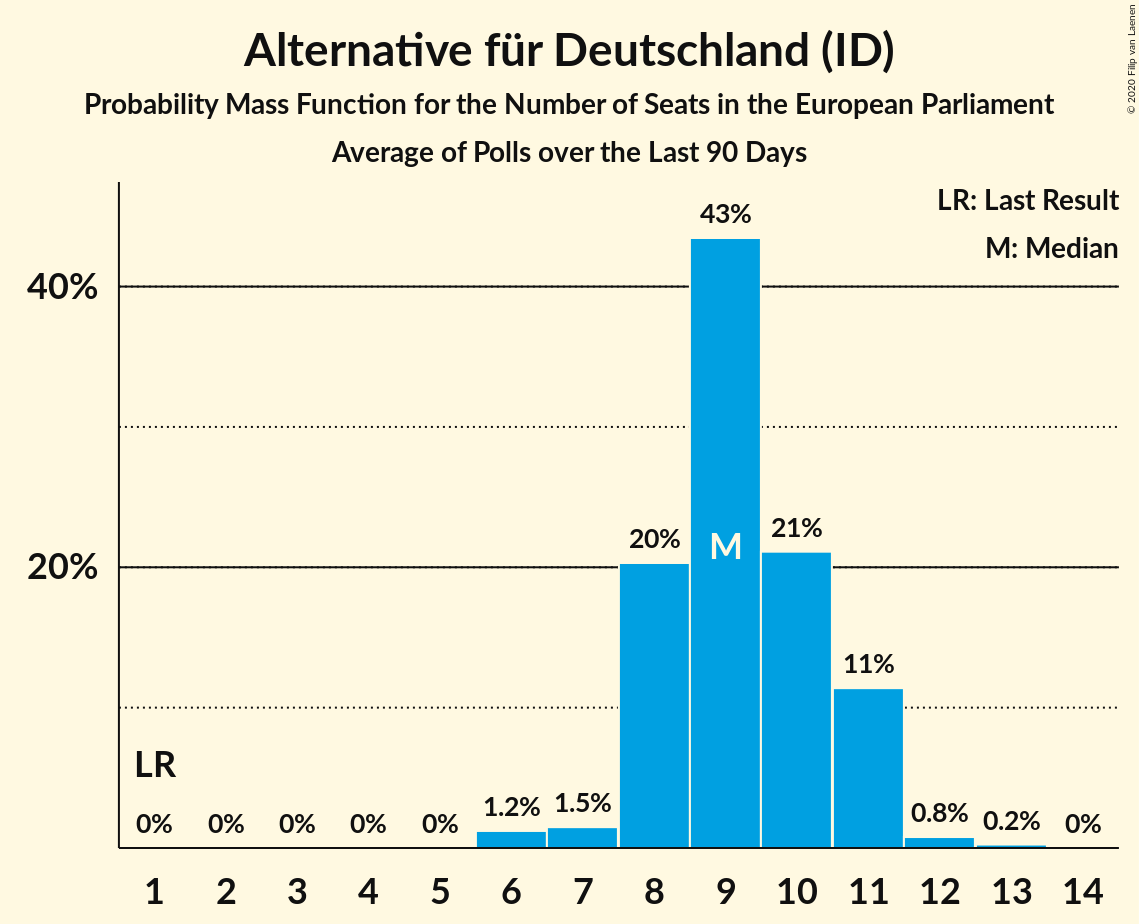 Alternative für Deutschland (ID)
Probability Mass Function for the Number of Seats in the European Parliament
Average of Polls over the Last 90 Days
© 2020 Filip van Laenen
LR: Last Result
M: Median
43%
40%
21%
20%
M
20%
11%
LR
1.2%
1.5%
0.8%
0.2%
0% 0% 0% 0% 0% 0%
1 2 3 4 5 6 7 8 9 10 11 12 13 14